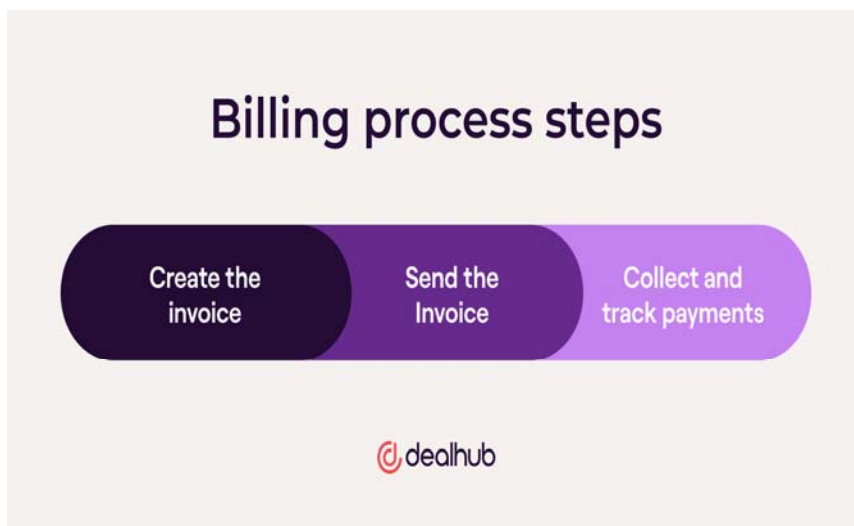 Billing process steps
Create the
invoice
Send the
Invoice
Collect and
track payments
dealhub